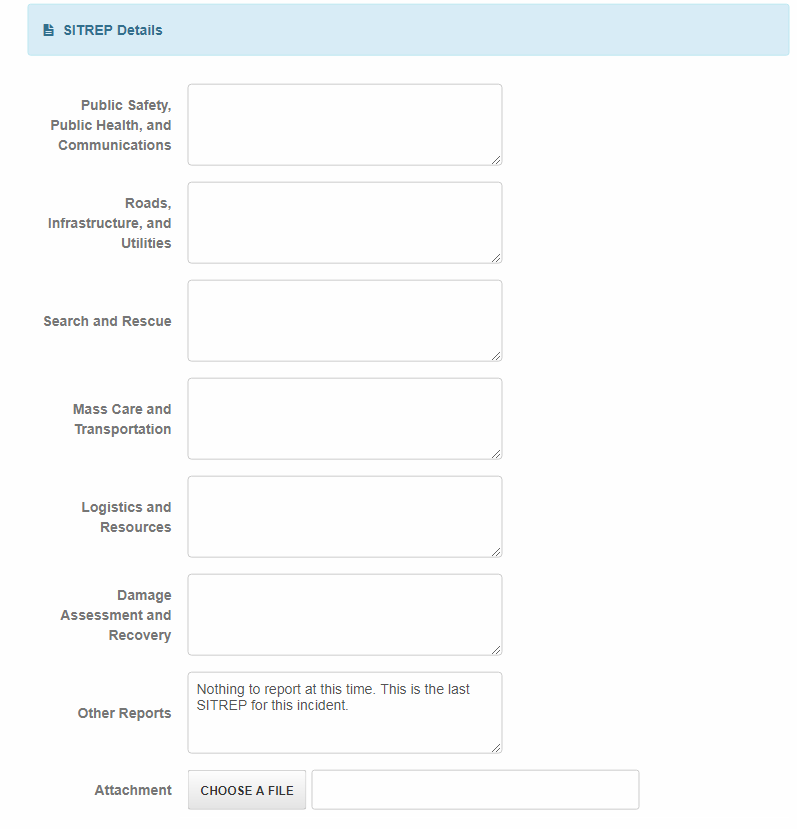 SITREP Details
Public Safety,
Public Health, and
Communications
Roads,
Infrastructure, and
Utilities
Search and Rescue
Mass Care and
Transportation
Logistics and
Resources
Damage
Assessment and
Recovery
Other Reports
Nothing to report at this time. This is the last
SITREP for this incident.
Attachment
CHOOSE A FILE